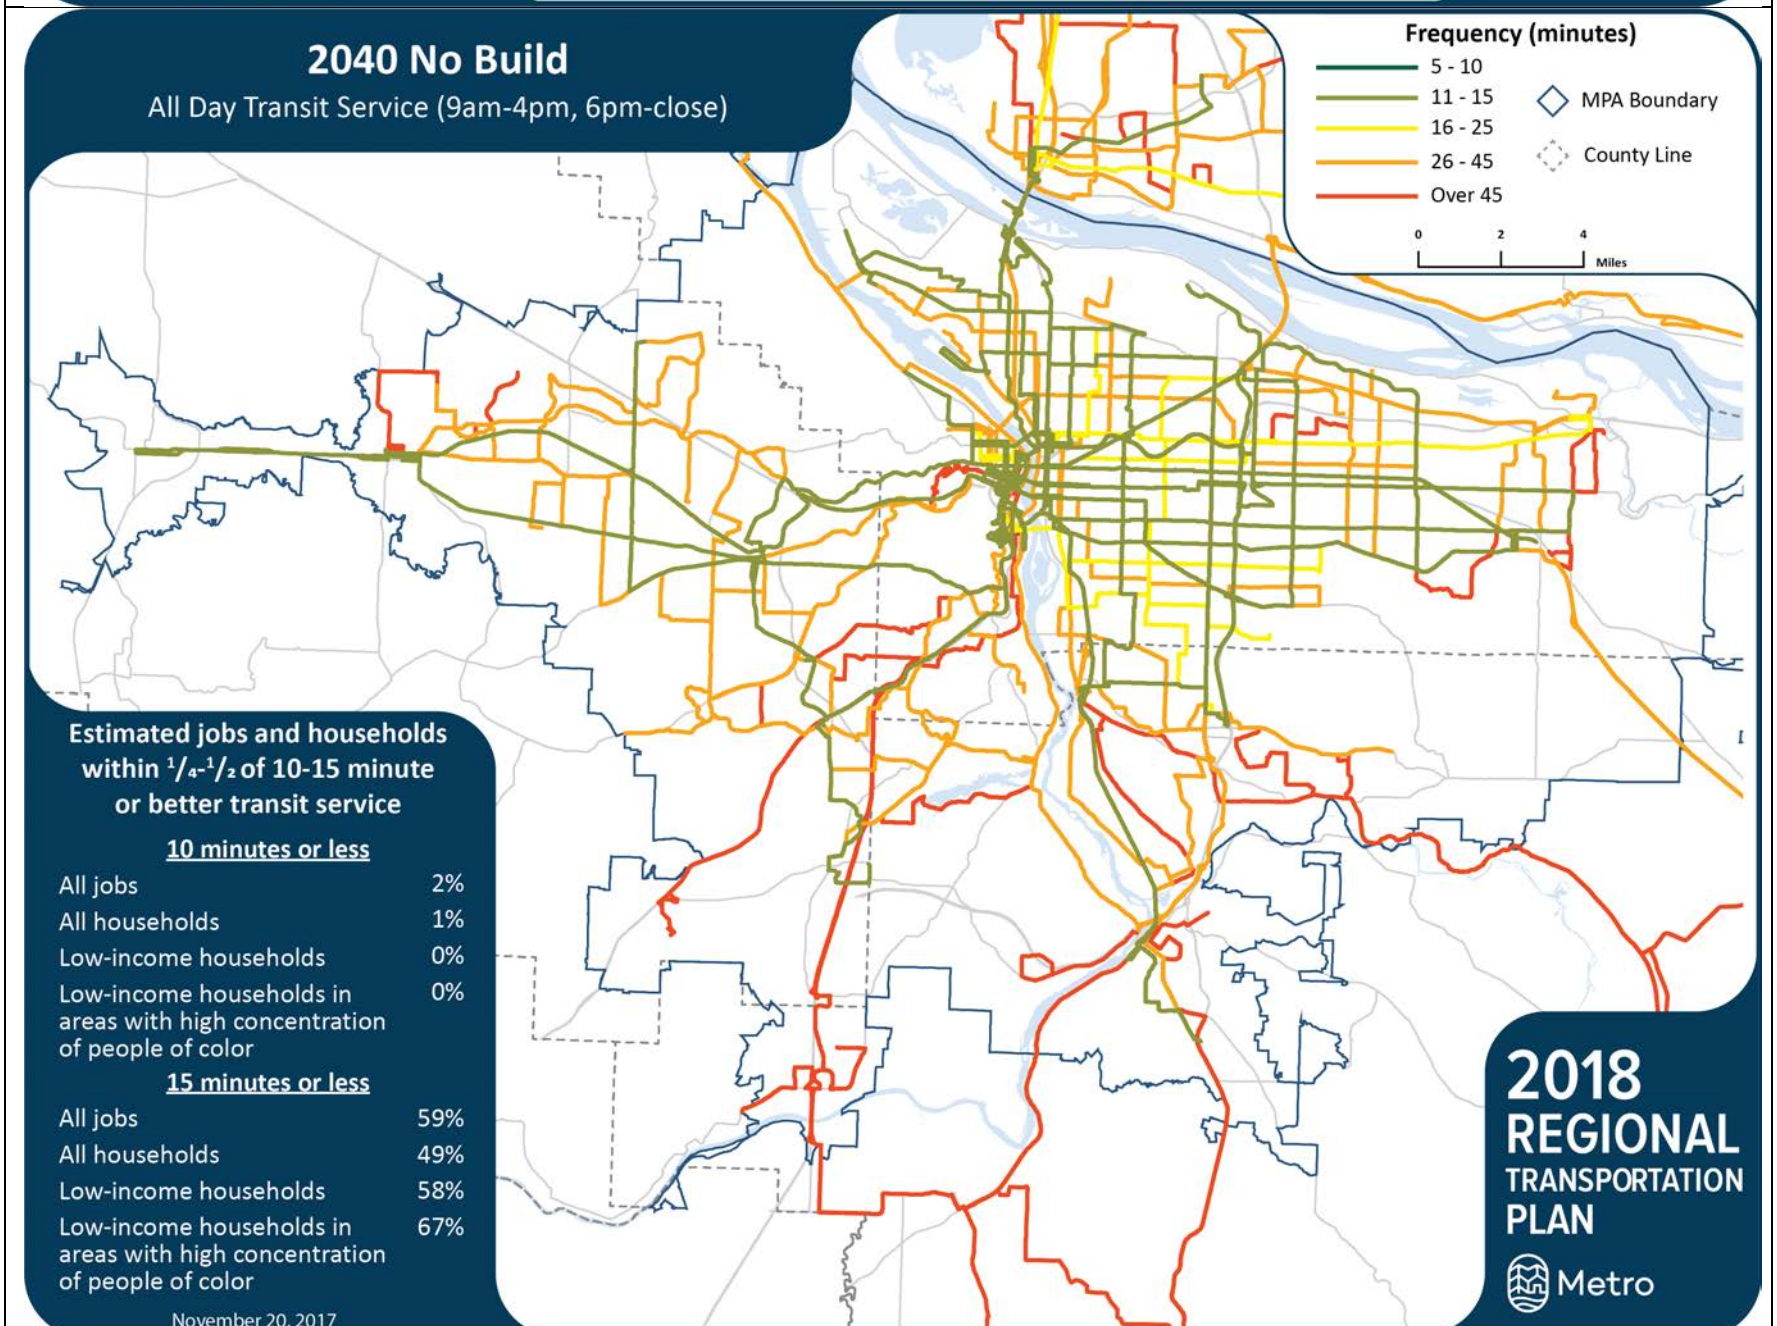 2040 No Build
All Day Transit Service (9am-4pm, 6pm-close)
Frequency (minutes)
5 - 10
11 - 15
16 - 25
26 - 45
Over 45
MPA Boundary
County Line
0 2 4
Miles
Estimated jobs and households
within 1/4-1/2 of 10-15 minute
or better transit service
10 minutes or less
All jobs 2%
All households 1%
Low-income households 0%
Low-income households in 0%
areas with high concentration
of people of color
15 minutes or less
All jobs 59%
All households 49%
Low-income households 58%
Low-income households in 67%
areas with high concentration
of people of color
November 20, 2017
2018
REGIONAL
TRANSPORTATION
PLAN
Metro